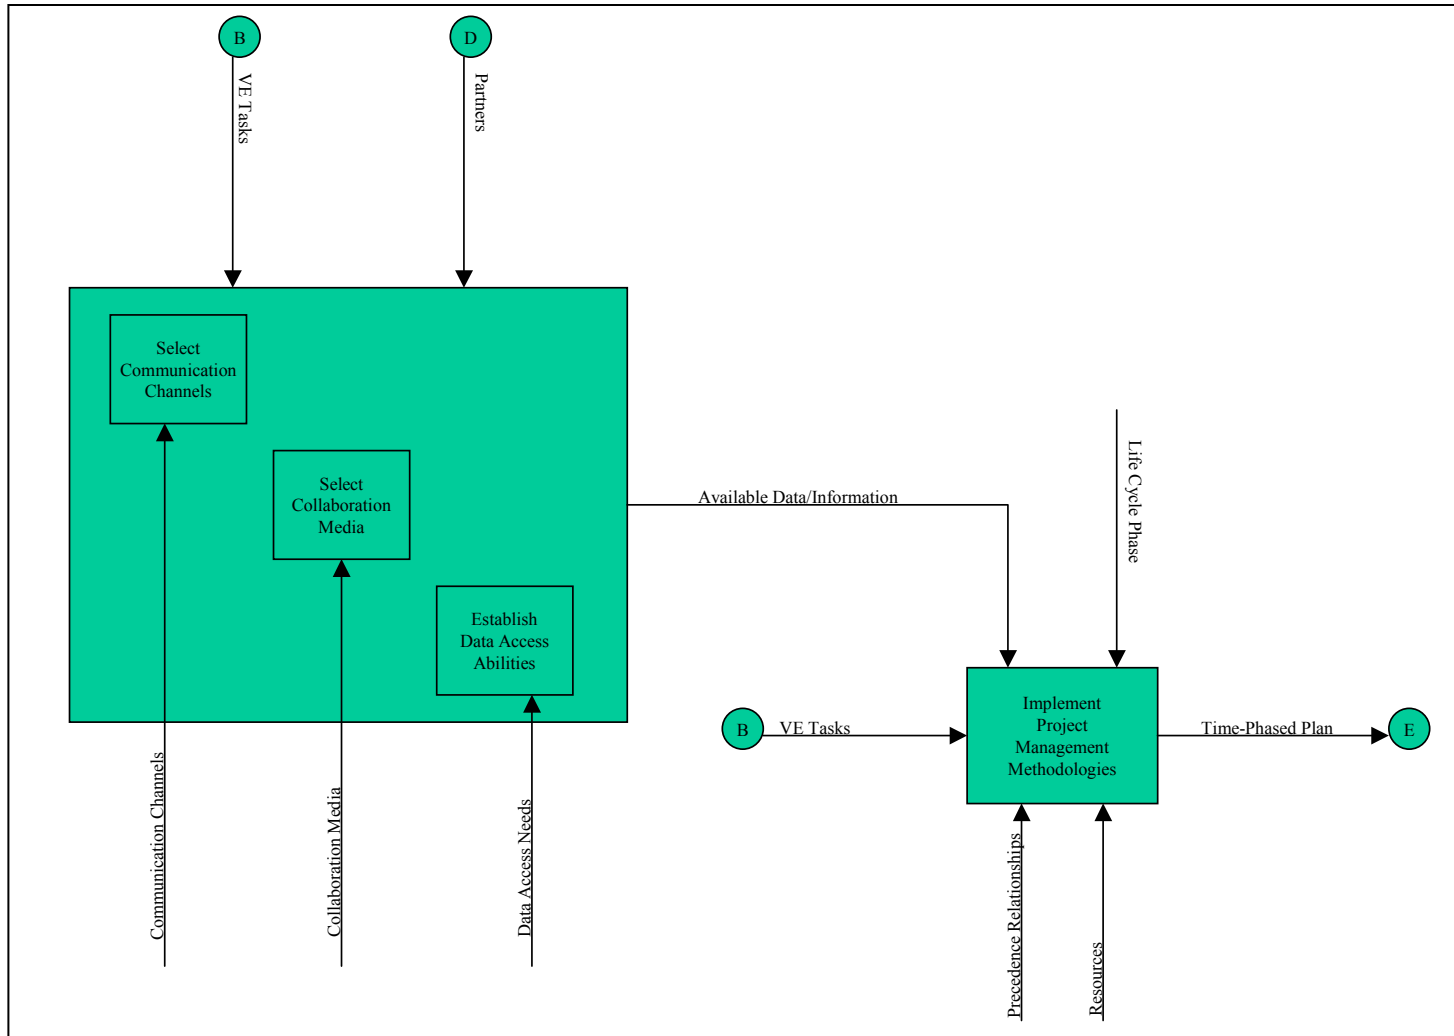 B
D
VE Tasks
Partners
Select
Communication
Channels
Select
Collaboration
Media
Establish
Data Access
Abilities
Available Data/Information
Life Cycle Phase
B
VE Tasks
Implement
Project
Management
Methodologies
Time-Phased Plan
E
Communication Channels
Collaboration Media
Data Access Needs
Precedence Relationships
Resources